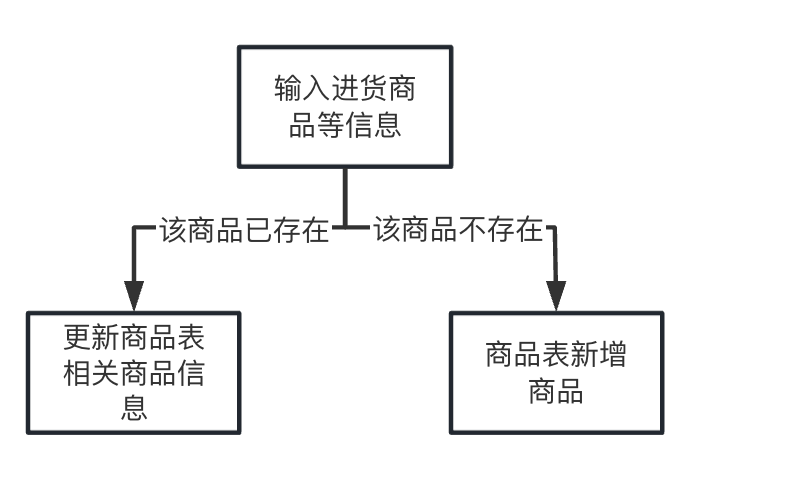 输入进货商
品等信息
该商品已存在
该商品不存在
更新商品表
相关商品信
息
商品表新增
商品